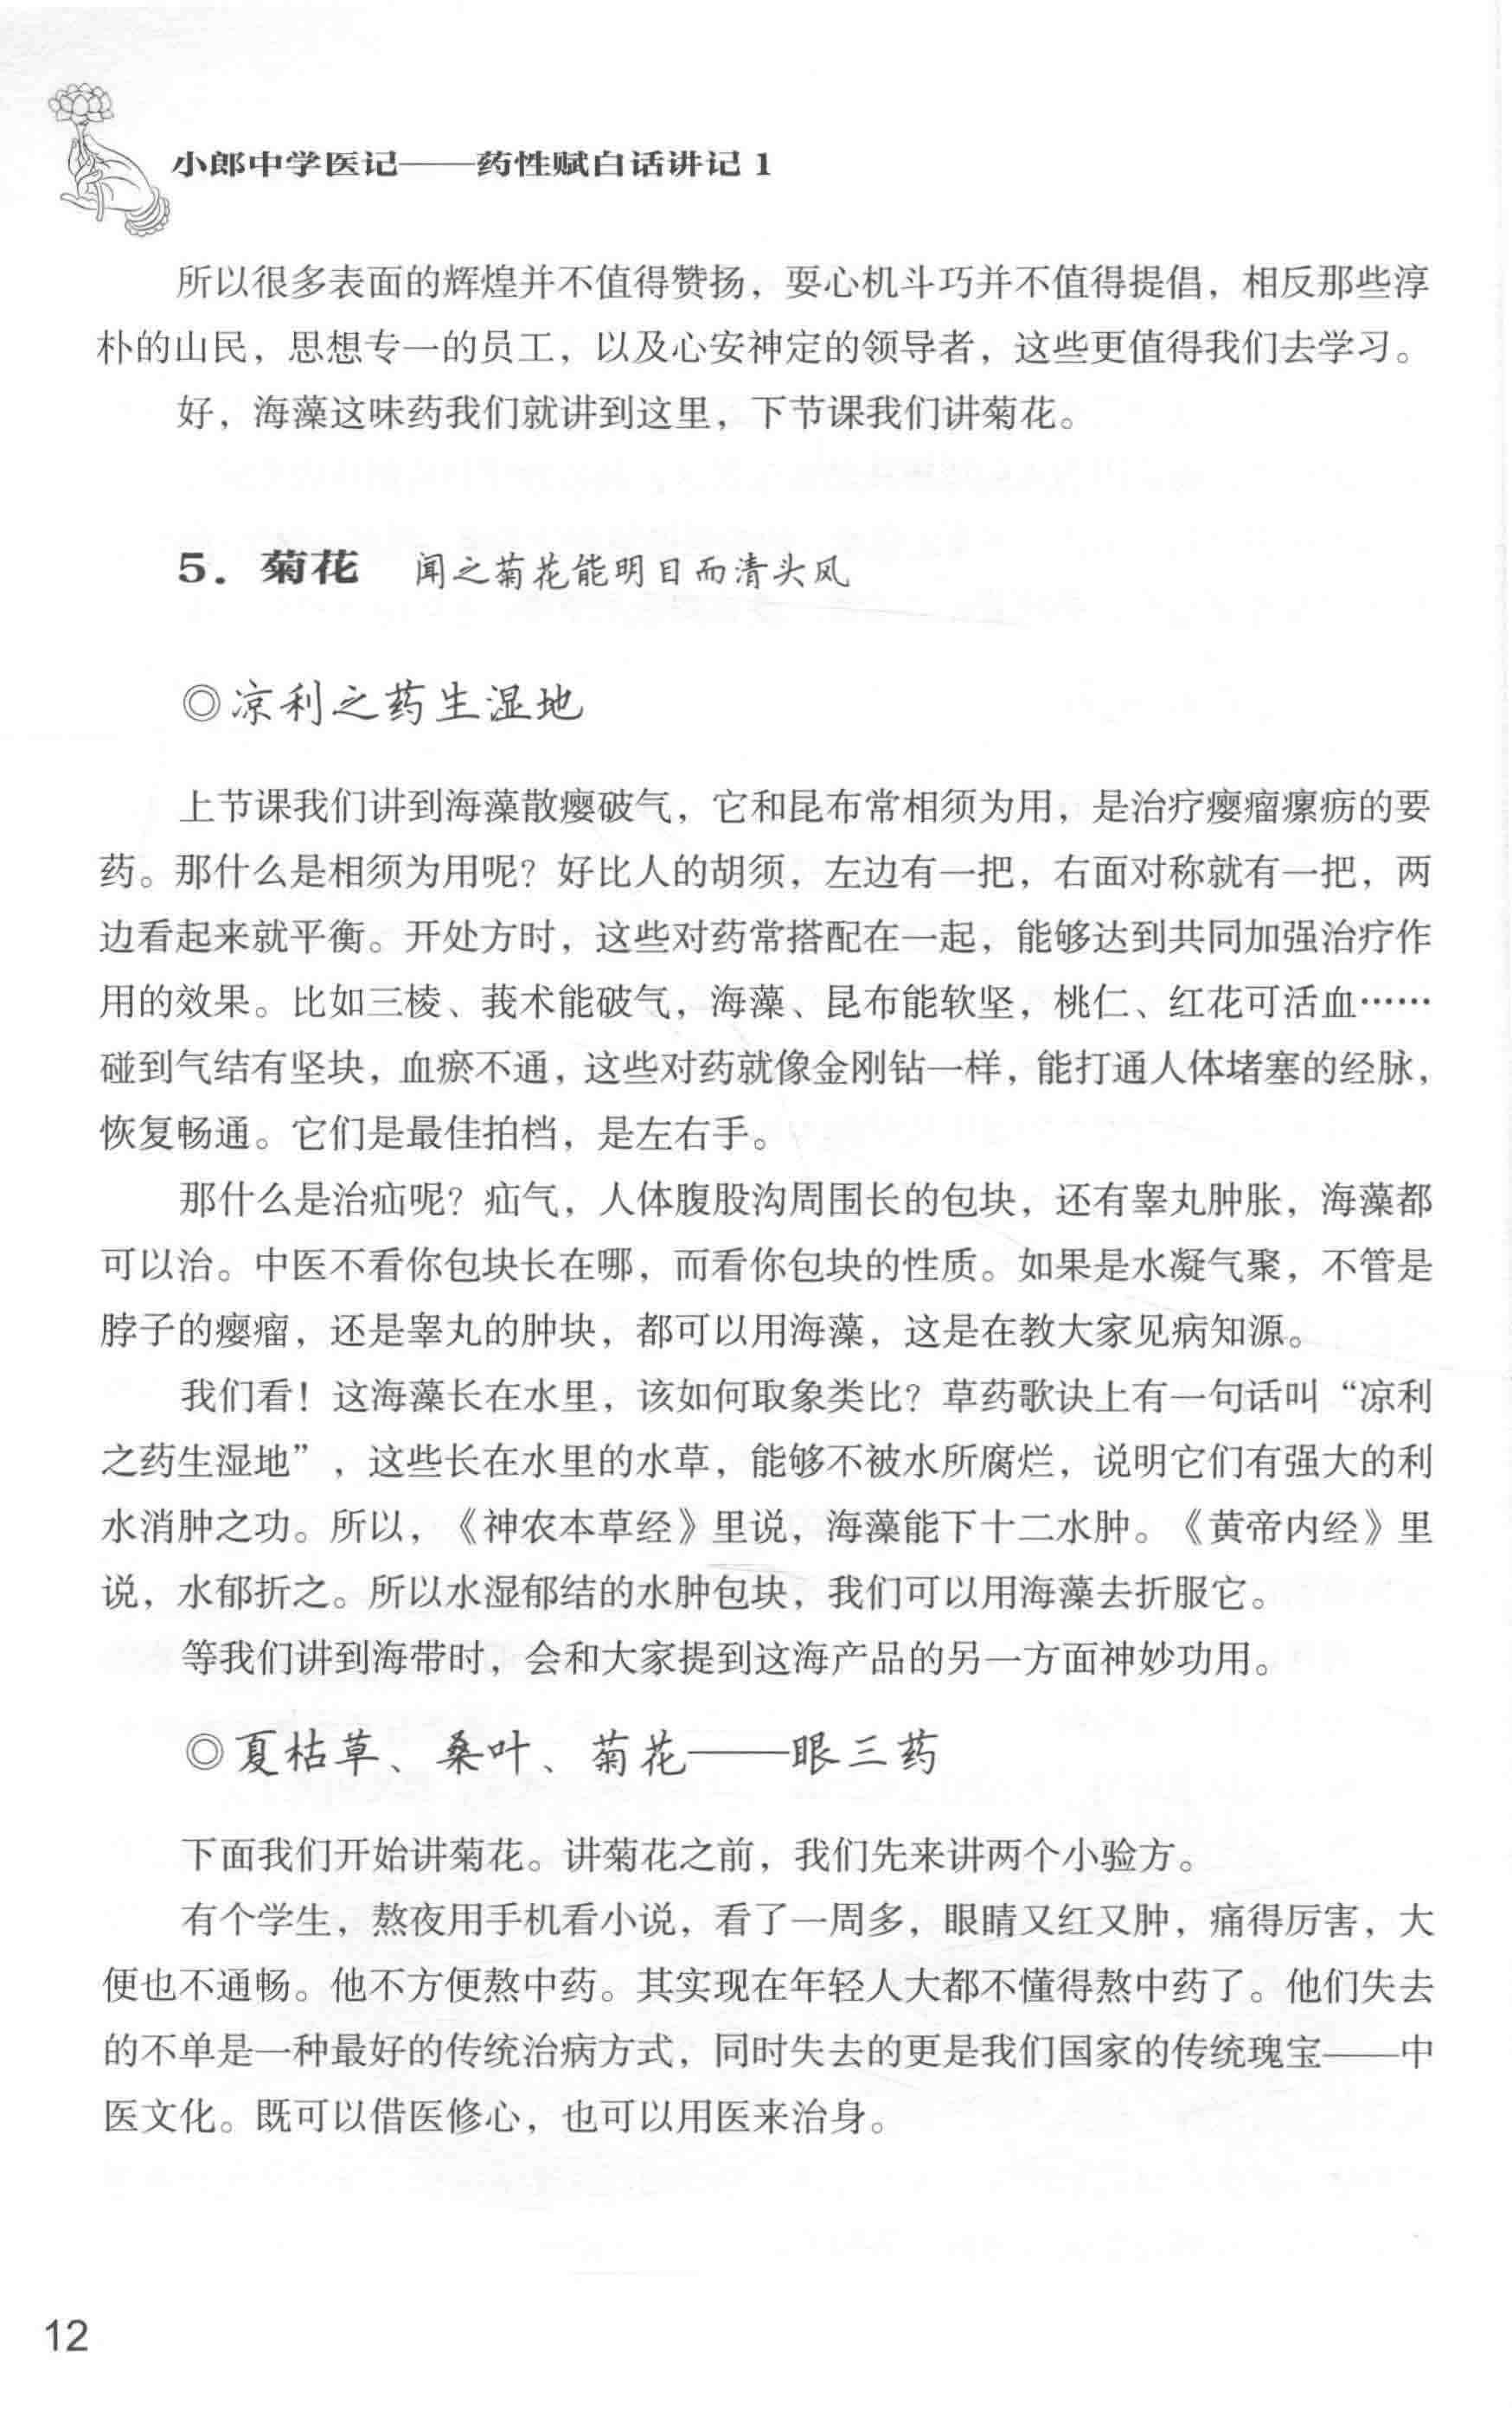 小郎中学医记——药性赋白话讲记 1
所以很多表面的辉煌并不值得赞扬，耍心机斗巧并不值得提倡，相反那些淳
朴的山民，思想专一的员工，以及心安神定的领导者，这些更值得我们去学习。
好，海藻这味药我们就讲到这里，下节课我们讲菊花。
5. 菊花 闻之菊花能明目而清头风
◎凉利之药生湿地
上节课我们讲到海藻散瘿破气，它和昆布常相须为用，是治疗瘿瘤瘰疬的要
药。那什么是相须为用呢？好比人的胡须，左边有一把，右面对称就有一把，两
边看起来就平衡。开处方时，这些对药常搭配在一起，能够达到共同加强治疗作
用的效果。比如三棱、莪术能破气，海藻、昆布能软坚，桃仁、红花可活血……
碰到气结有坚块，血瘀不通，这些对药就像金刚钻一样，能打通人体堵塞的经脉，
恢复畅通。它们是最佳拍档，是左右手。
那什么是治疝呢？疝气，人体腹股沟周围长的包块，还有睾丸肿胀，海藻都
可以治。中医不看你包块长在哪，而看你包块的性质。如果是水凝气聚，不管是
脖子的瘿瘤，还是睾丸的肿块，都可以用海藻，这是在教大家见病知源。
我们看！这海藻长在水里，该如何取象类比？草药歌诀上有一句话叫“凉利
之药生湿地”，这些长在水里的水草，能够不被水所腐烂，说明它们有强大的利
水消肿之功。所以，《神农本草经》里说，海藻能下十二水肿。《黄帝内经》里
说，水郁折之。所以水湿郁结的水肿包块，我们可以用海藻去折服它。
等我们讲到海带时，会和大家提到这海产品的另一方面神妙功用。
◎夏枯草、桑叶、菊花——眼三药
下面我们开始讲菊花。讲菊花之前，我们先来讲两个小验方。
有个学生，熬夜用手机看小说，看了一周多，眼睛又红又肿，痛得厉害，大
便也不通畅。他不方便熬中药。其实现在年轻人大都不懂得熬中药了。他们失去
的不单是一种最好的传统治病方式，同时失去的更是我们国家的传统瑰宝——中
医文化。既可以借医修心，也可以用医来治身。
12